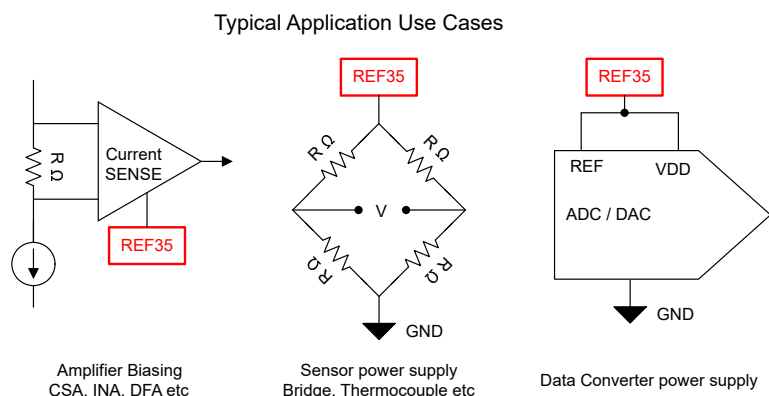 Typical Application Use Cases
REF35
REF35
R Ω
Current
SENSE
REF35
R Ω
R Ω
V
R Ω
R Ω
GND
REF
VDD
ADC / DAC
GND
Amplifier Biasing
CSA, INA, DFA etc
Sensor power supply
Bridge, Thermocouple etc
Data Converter power supply